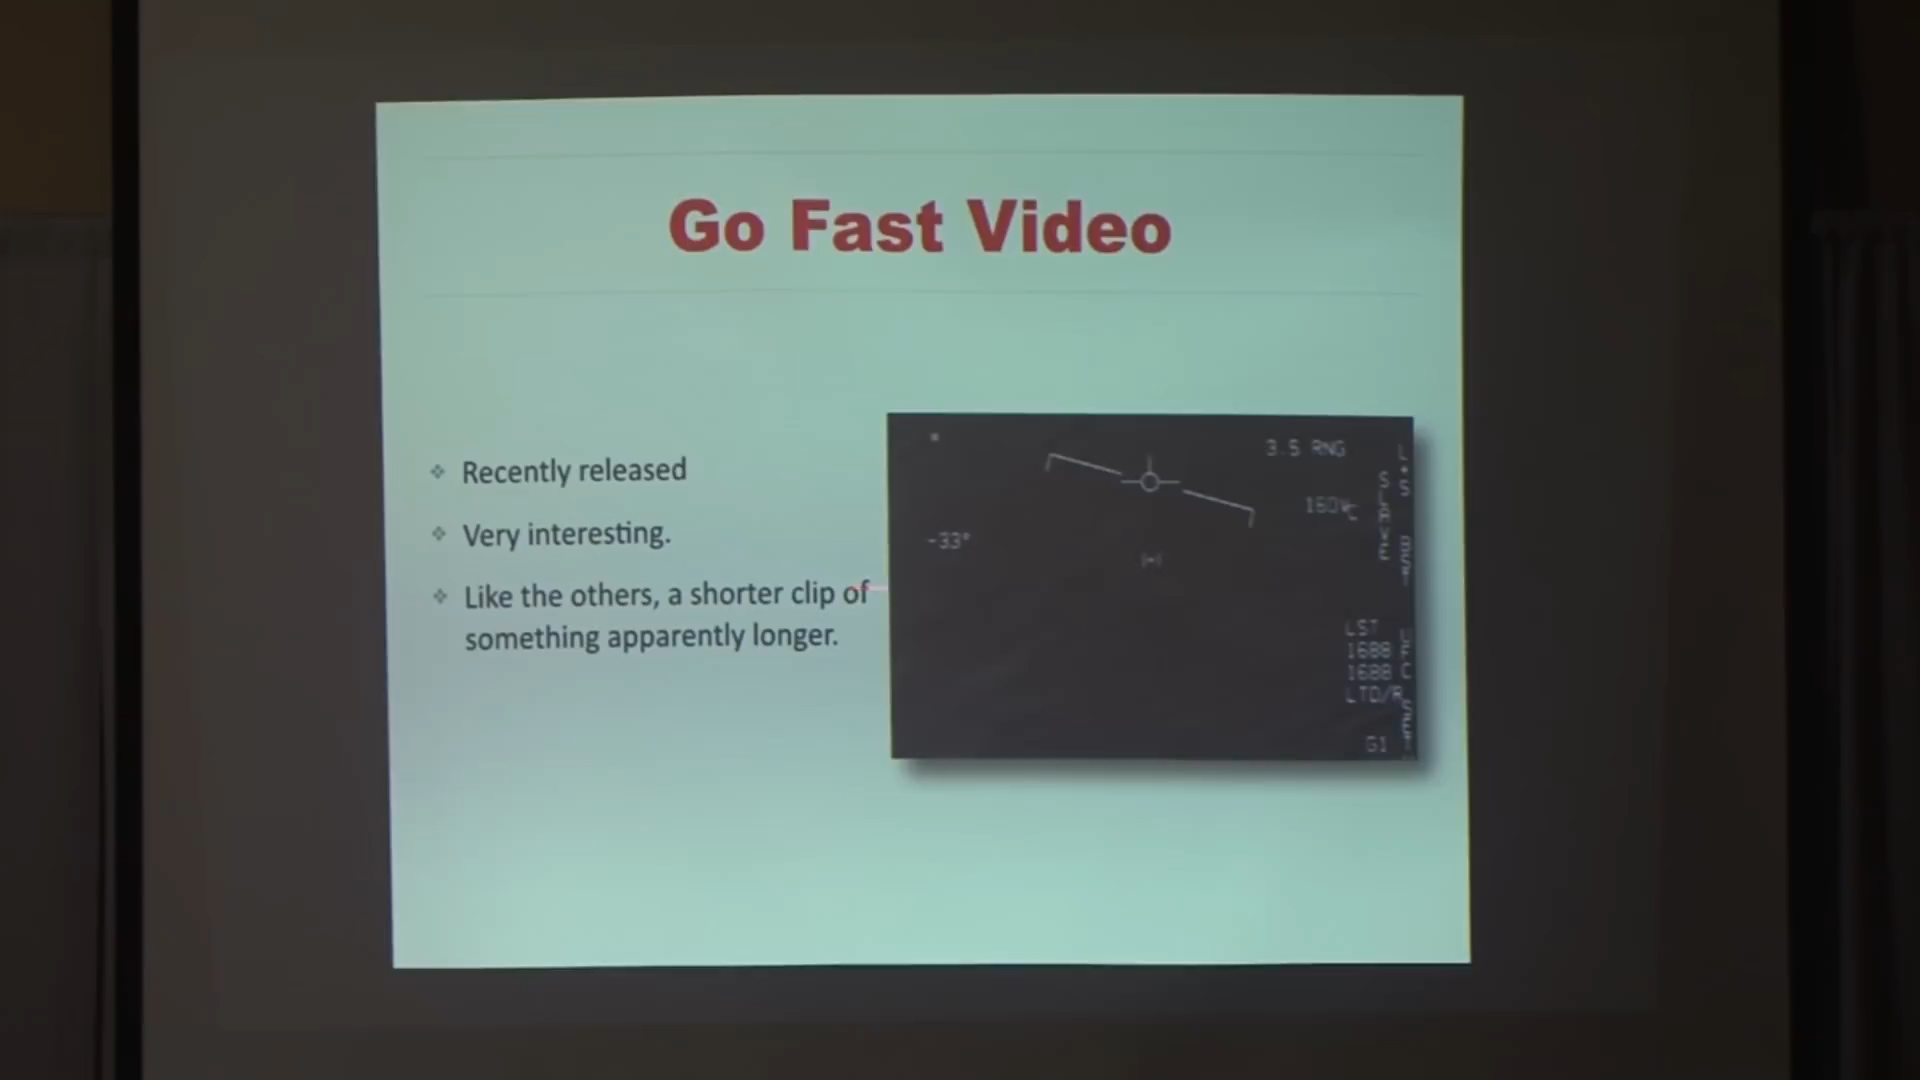 Go Fast Video
Recently released
Very interesting.
Like the others, a shorter clip of
something apparently longer.
3.5 RNG
-33°
LST
1688
1688
LTD/R
G1